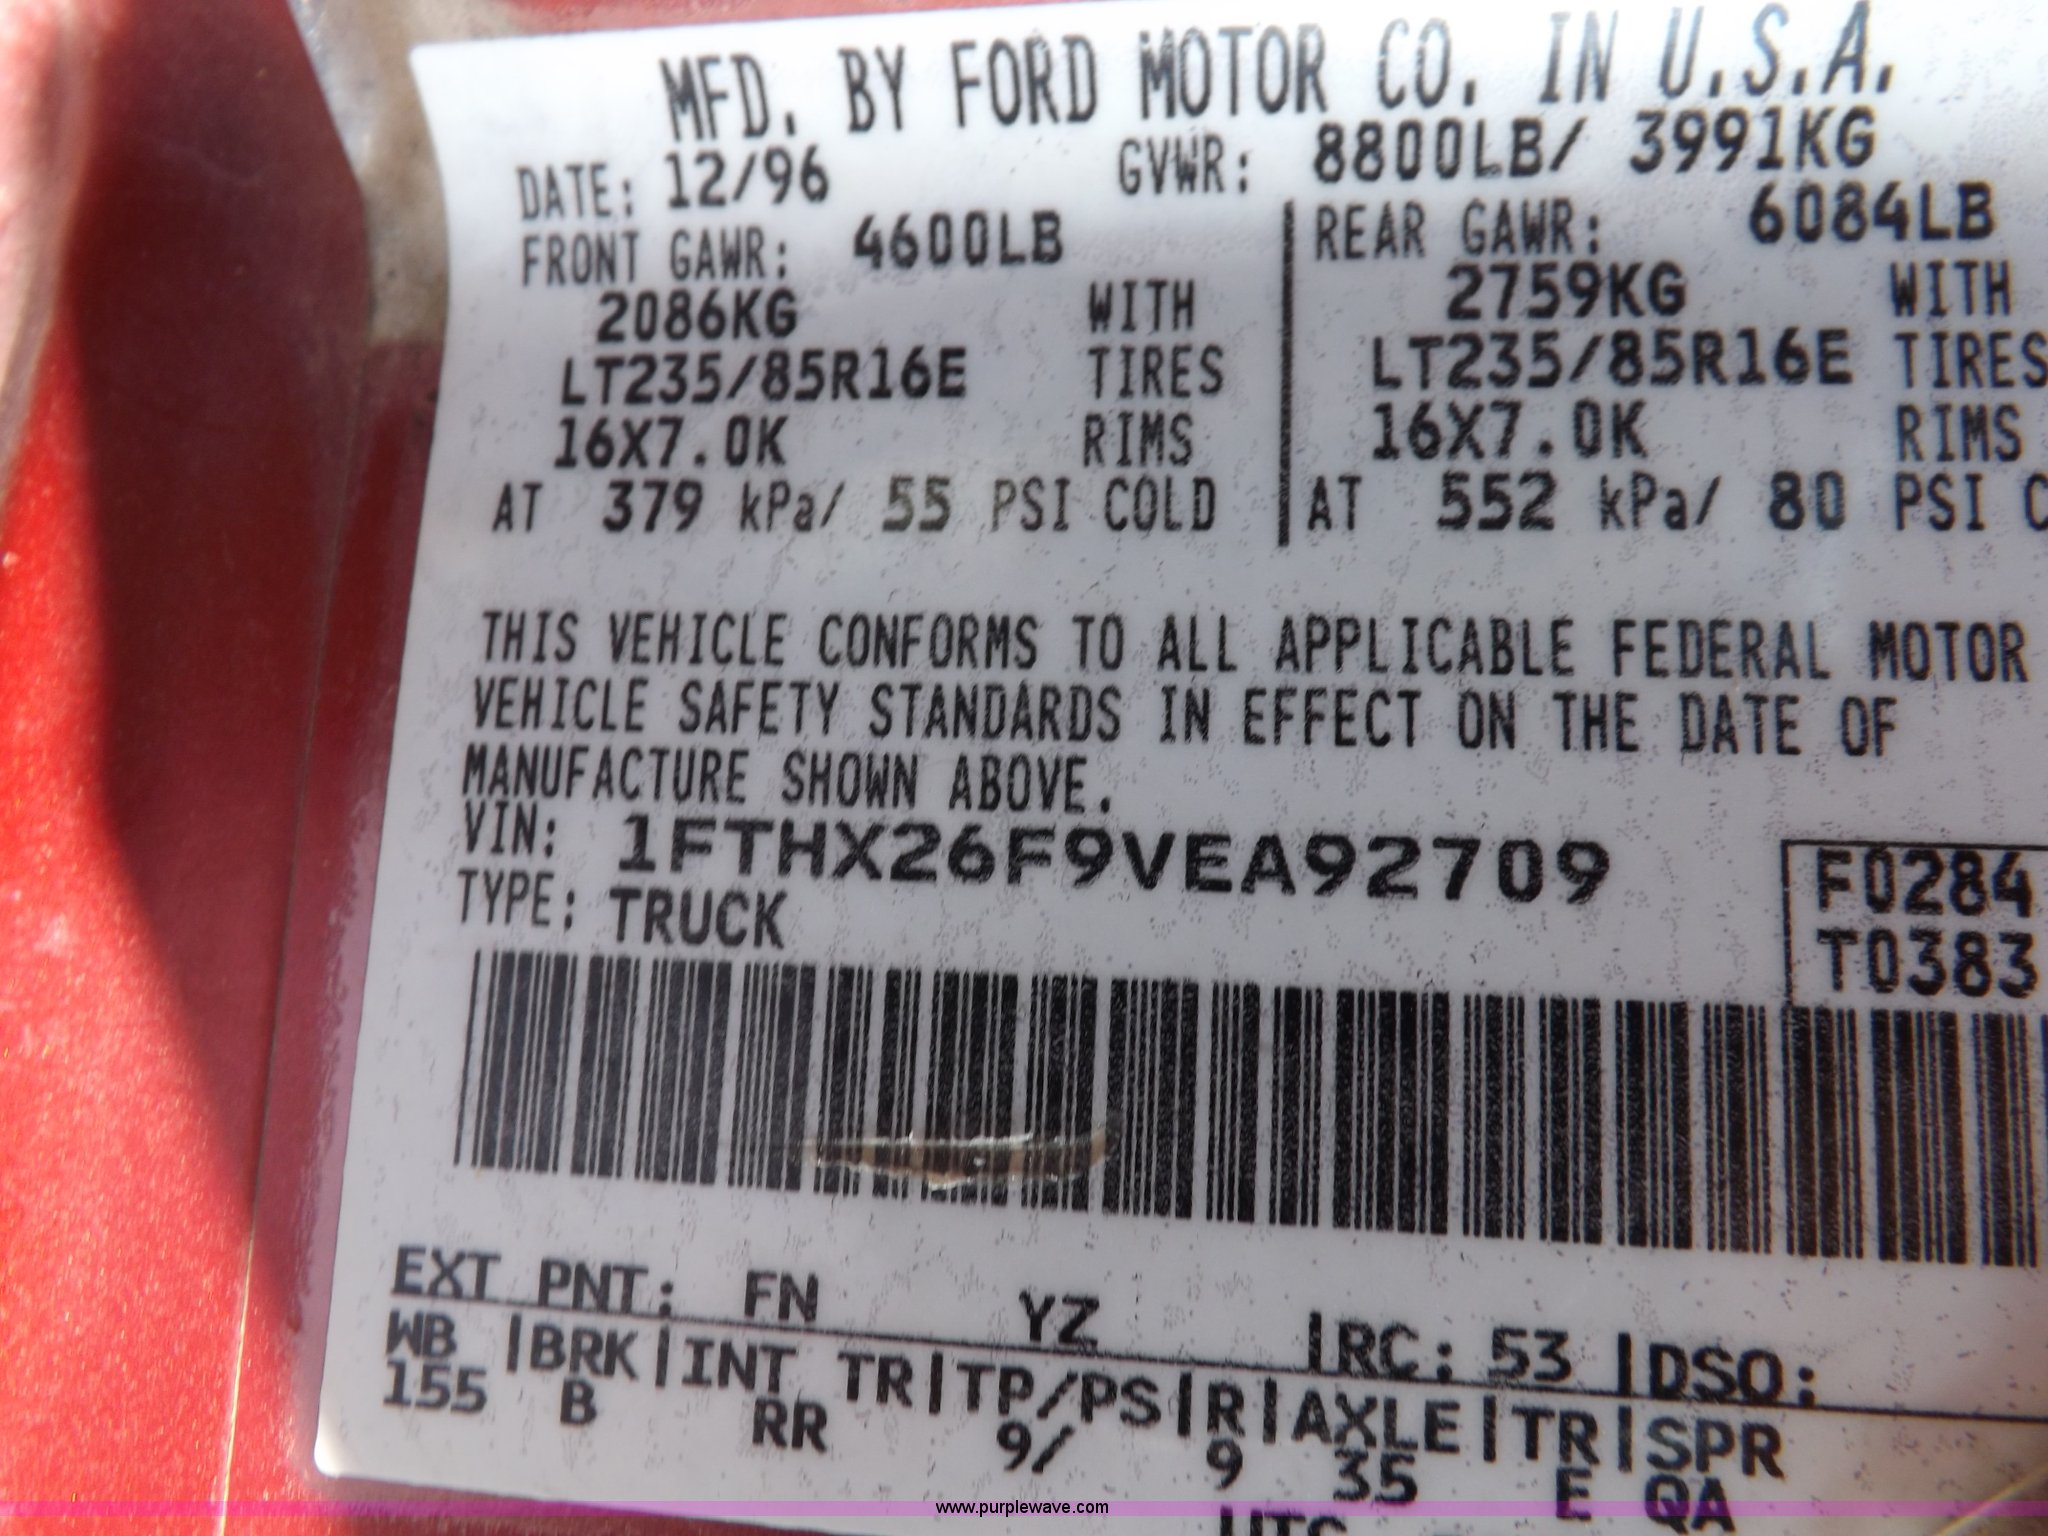 MFD. BY FORD MOTOR CO. IN U.S.A.
DATE: 12/96 GVWR: 8800LB/ 3991KG
FRONT GAWR: 4600LB REAR GAWR: 6084LB
2086KG WITH 2759KG WITH
LT235/85R16E TIRES LT235/85R16E TIRES
16X7.0K RIMS 16X7.0K RIMS
AT 379 kPa/ 55 PSI COLD AT 552 kPa/ 80 PSI C
THIS VEHICLE CONFORMS TO ALL APPLICABLE FEDERAL MOTOR
VEHICLE SAFETY STANDARDS IN EFFECT ON THE DATE OF
MANUFACTURE SHOWN ABOVE.
VIN: 1FTHX26F9VEA92709 F0284
TYPE: TRUCK T0383
EXT PNT: FN YZ |RC: 53 |DSO:
WB |BRK|INT TR|TP/PS|R|AXLE|TR|SPR
155 B RR 9/ 9 35 E QA
www.purplewave.com